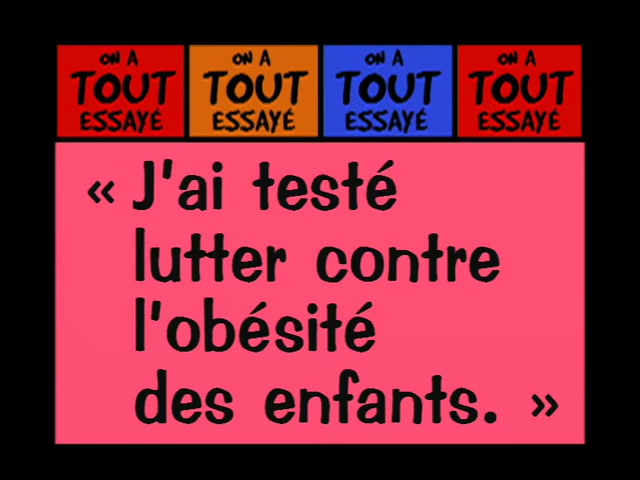 ON A TOUT ESSAYÉ
ON A TOUT ESSAYÉ
ON A TOUT ESSAYÉ
ON A TOUT ESSAYÉ
« J'ai testé
lutter contre
l'obésité
des enfants. »